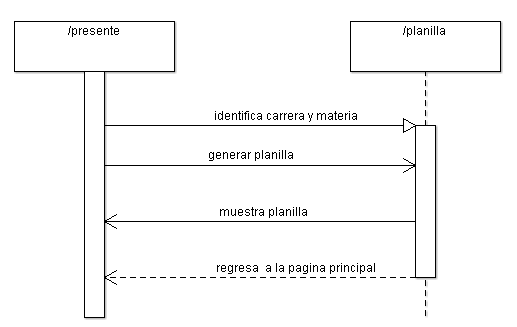 /presente
/planilla
identifica carrera y materia
generar planilla
muestra planilla
regresa a la pagina principal